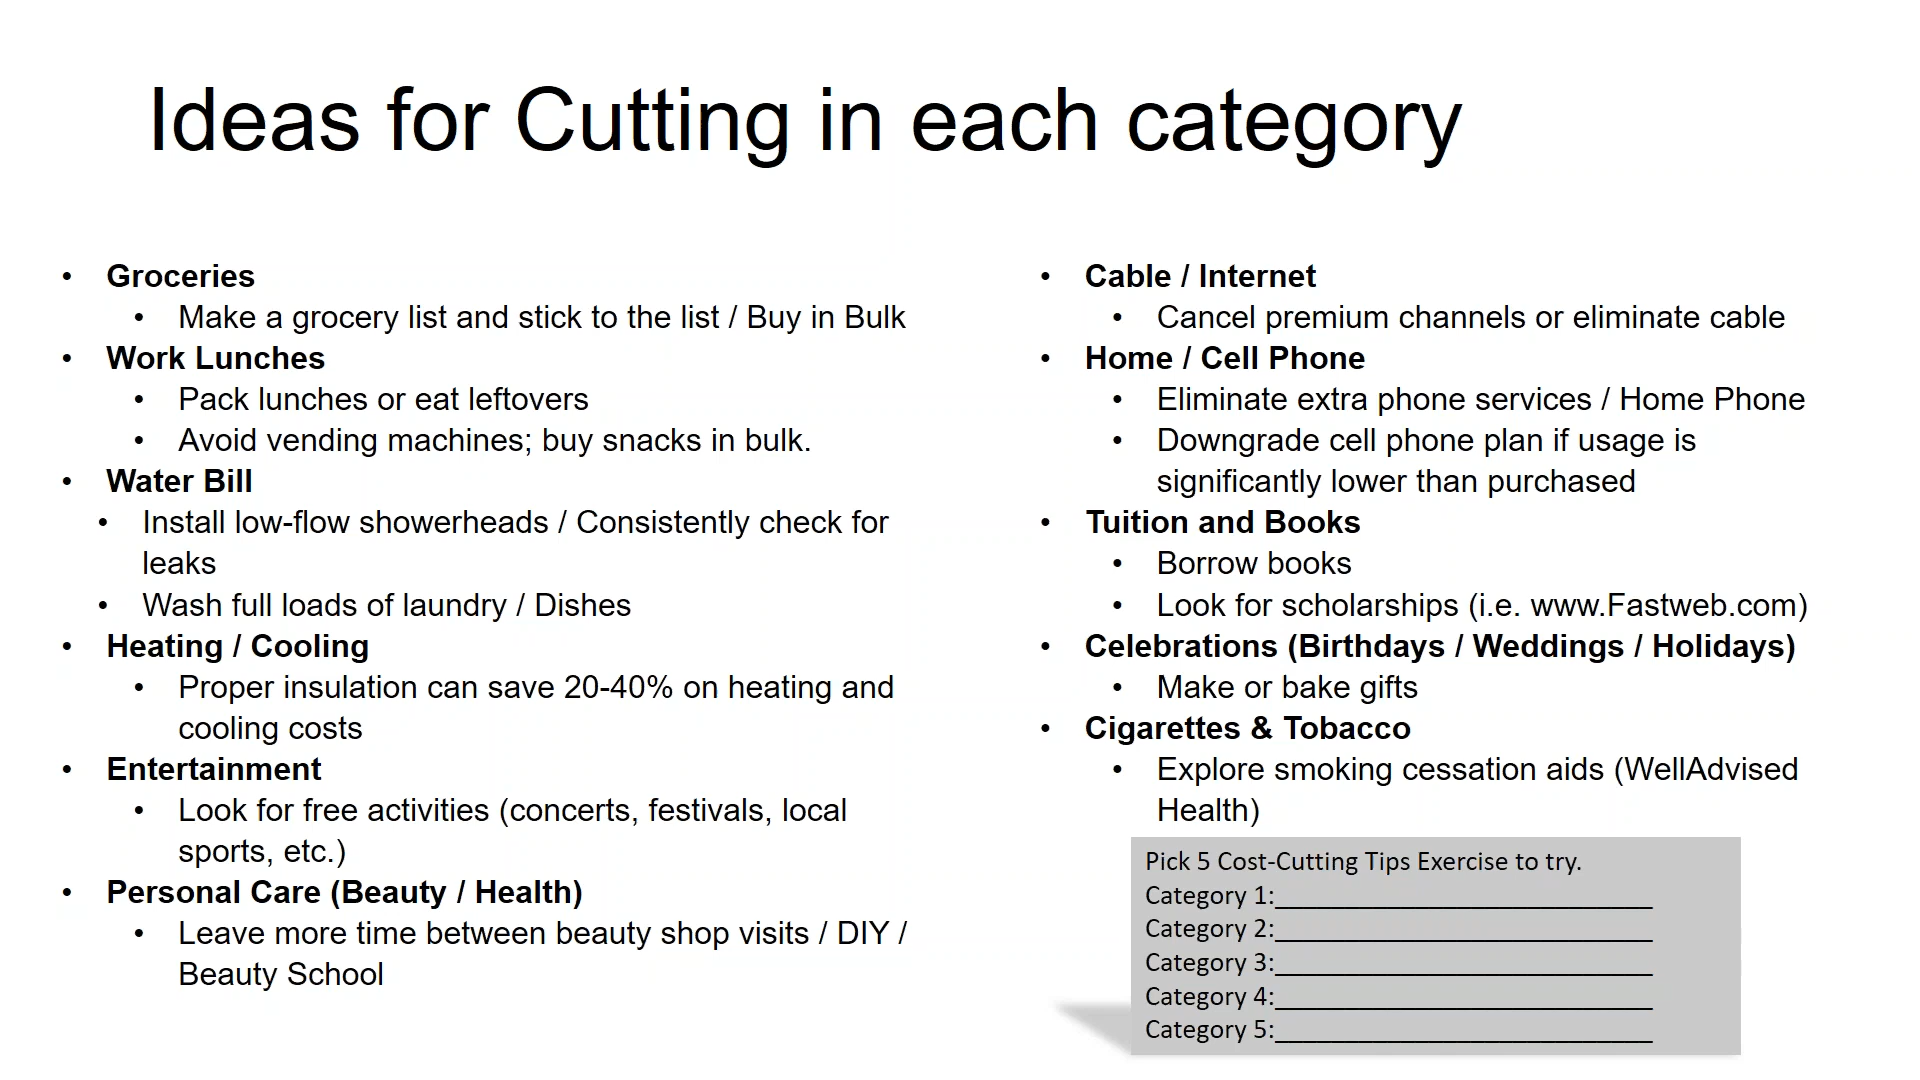 Ideas for Cutting in each category
• Groceries
• Make a grocery list and stick to the list / Buy in Bulk
• Work Lunches
• Pack lunches or eat leftovers
• Avoid vending machines; buy snacks in bulk.
• Water Bill
• Install low-flow showerheads / Consistently check for
leaks
• Wash full loads of laundry / Dishes
• Heating / Cooling
• Proper insulation can save 20-40% on heating and
cooling costs
• Entertainment
• Look for free activities (concerts, festivals, local
sports, etc.)
• Personal Care (Beauty / Health)
• Leave more time between beauty shop visits / DIY /
Beauty School
• Cable / Internet
• Cancel premium channels or eliminate cable
• Home / Cell Phone
• Eliminate extra phone services / Home Phone
• Downgrade cell phone plan if usage is
significantly lower than purchased
• Tuition and Books
• Borrow books
• Look for scholarships (i.e. www.Fastweb.com)
• Celebrations (Birthdays / Weddings / Holidays)
• Make or bake gifts
• Cigarettes & Tobacco
• Explore smoking cessation aids (WellAdvised
Health)
Pick 5 Cost-Cutting Tips Exercise to try.
Category 1:____________________________
Category 2:____________________________
Category 3:____________________________
Category 4:____________________________
Category 5:____________________________